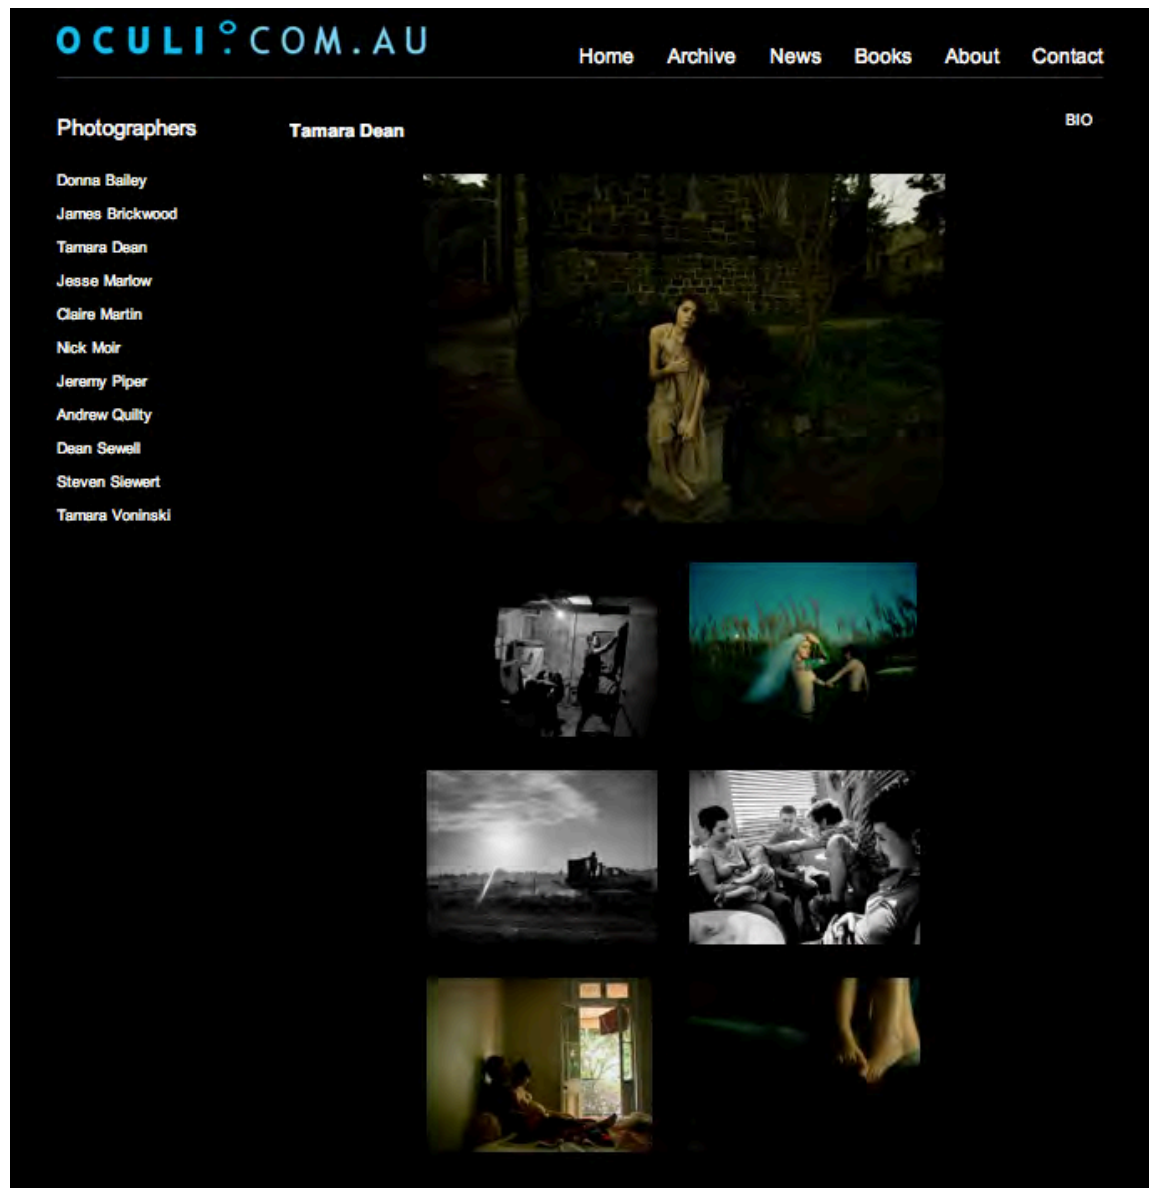 OCULI.COM.AU
Home Archive News Books About Contact
Photographers
Donna Bailey
James Brickwood
Tamara Dean
Jesse Marlow
Claire Martin
Nick Moir
Jeremy Piper
Andrew Quilty
Dean Sewell
Steven Siewert
Tamara Voninski
Tamara Dean
BIO